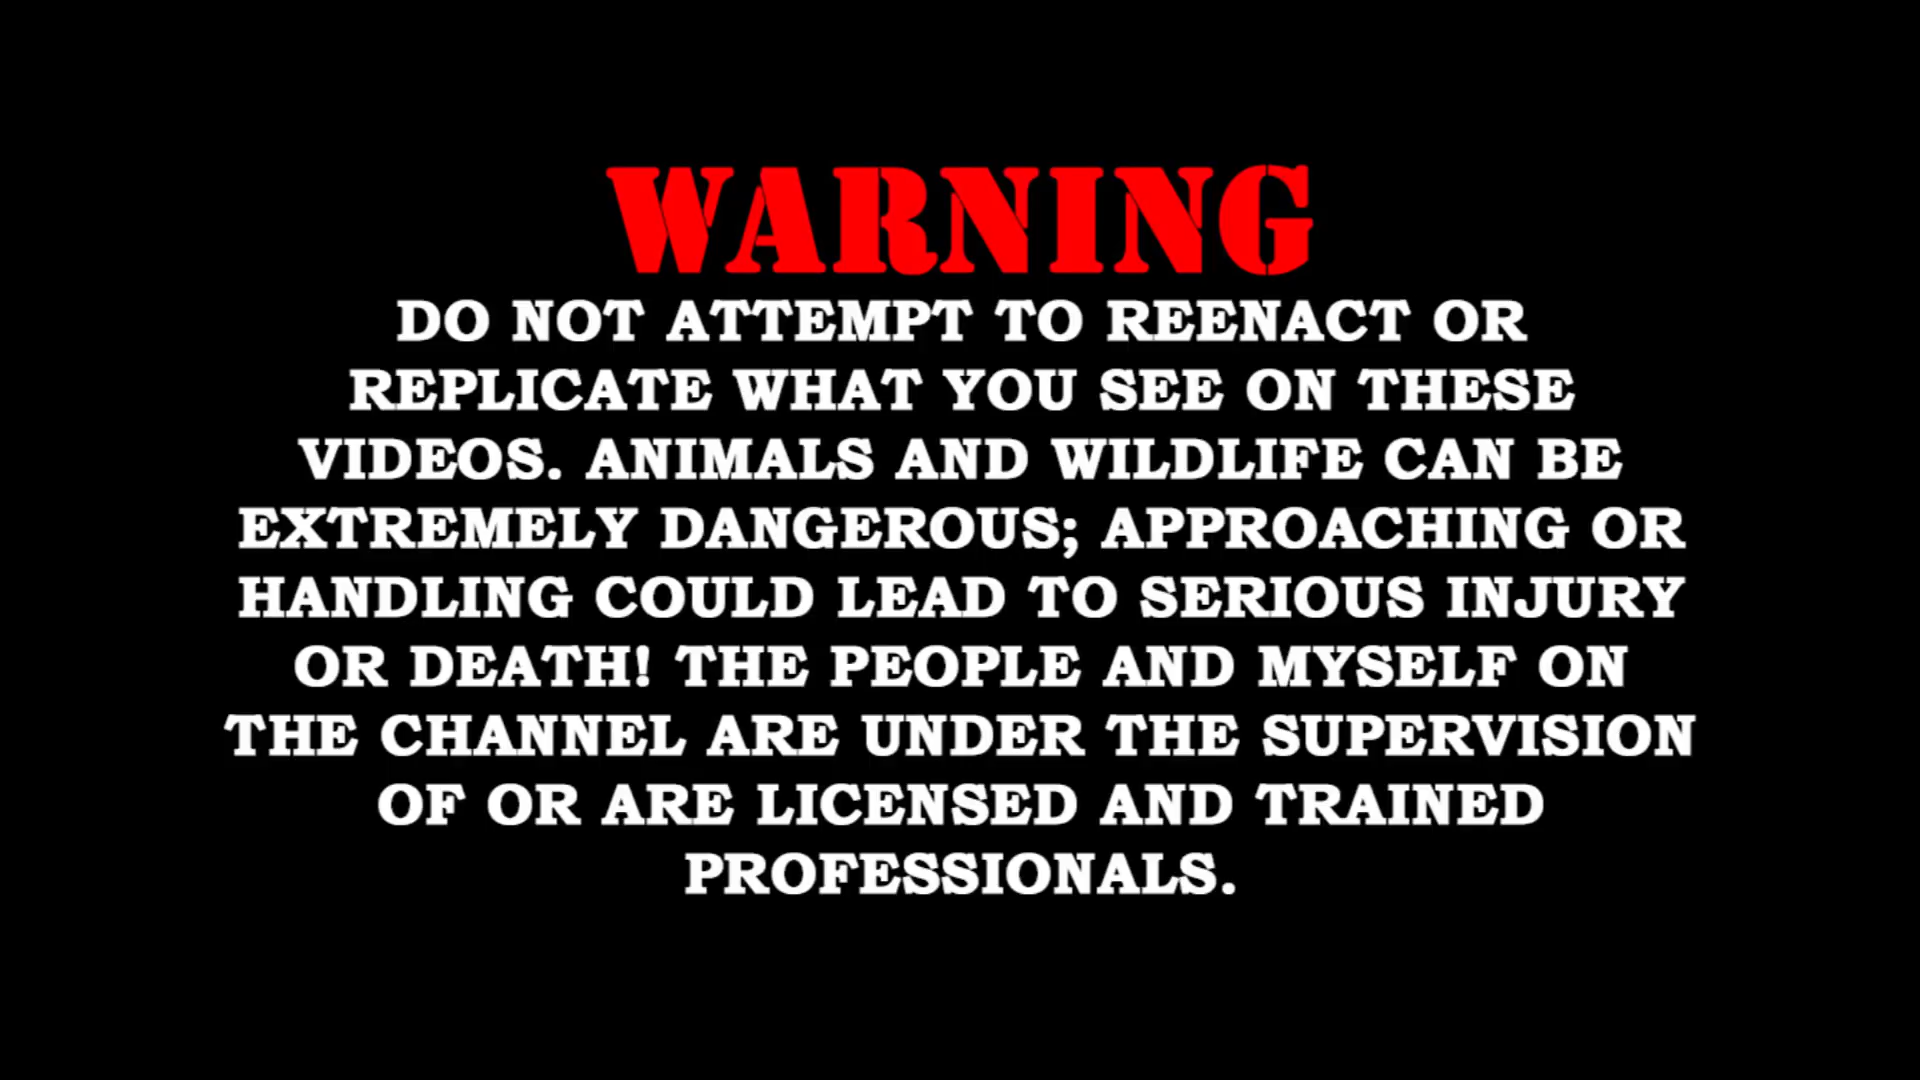 WARNING
DO NOT ATTEMPT TO REENACT OR
REPLICATE WHAT YOU SEE ON THESE
VIDEOS. ANIMALS AND WILDLIFE CAN BE
EXTREMELY DANGEROUS; APPROACHING OR
HANDLING COULD LEAD TO SERIOUS INJURY
OR DEATH! THE PEOPLE AND MYSELF ON
THE CHANNEL ARE UNDER THE SUPERVISION
OF OR ARE LICENSED AND TRAINED
PROFESSIONALS.